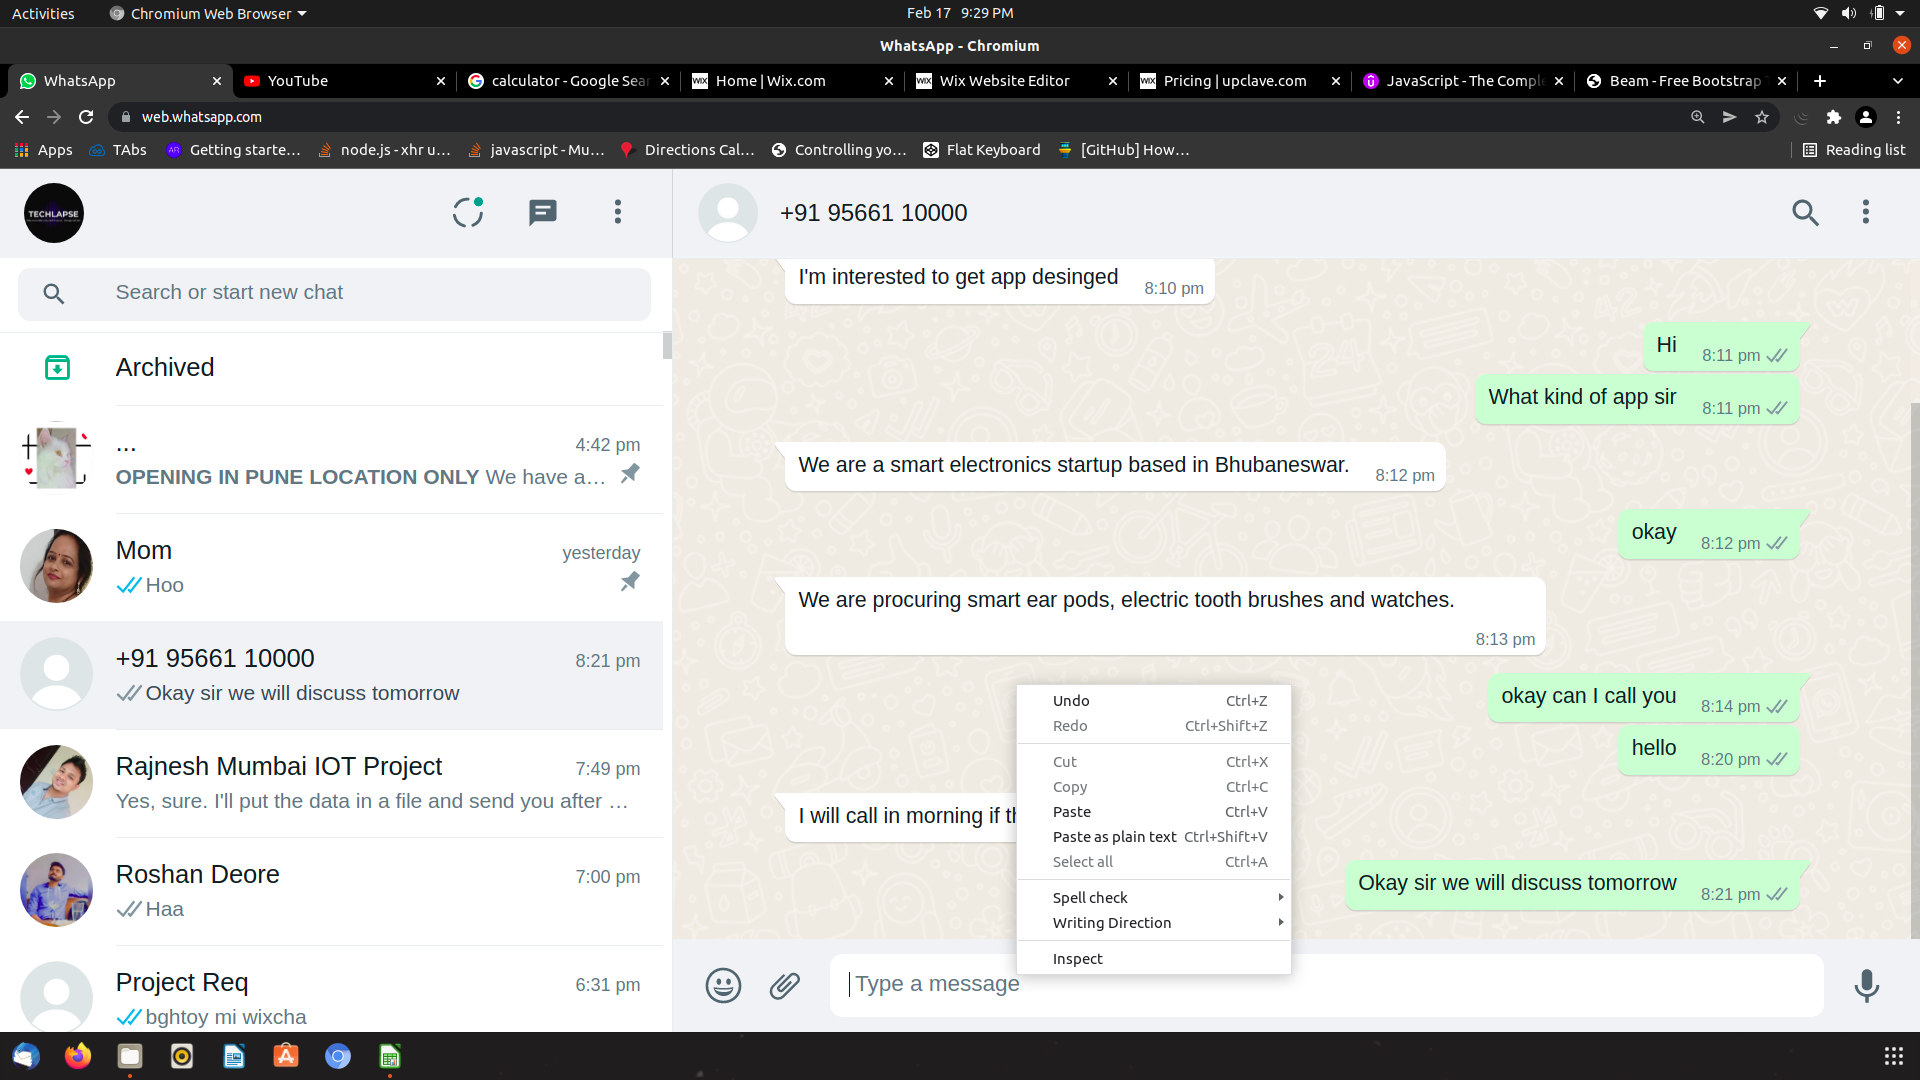 Activities
Chromium Web Browser
Feb 17 9:29 PM
WhatsApp - Chromium
WhatsApp
YouTube
calculator - Google Sear
Home | Wix.com
Wix Website Editor
Pricing | upclave.com
JavaScript - The Comple
Beam - Free Bootstrap T
web.whatsapp.com
Apps
TAbs
Getting starte...
node.js - xhr u...
javascript - Mu...
Directions Cal...
Controlling yo...
Flat Keyboard
[GitHub] How...
Reading list
TECHLAPSE
+91 95661 10000
Search or start new chat
Archived
...
4:42 pm
OPENING IN PUNE LOCATION ONLY We have a...
Mom
yesterday
Hoo
+91 95661 10000
8:21 pm
Okay sir we will discuss tomorrow
Rajnesh Mumbai IOT Project
7:49 pm
Yes, sure. I'll put the data in a file and send you after ...
Roshan Deore
7:00 pm
Haa
Project Req
6:31 pm
bghtoy mi wixcha
I'm interested to get app desinged
8:10 pm
Hi
8:11 pm
What kind of app sir
8:11 pm
We are a smart electronics startup based in Bhubaneswar.
8:12 pm
okay
8:12 pm
We are procuring smart ear pods, electric tooth brushes and watches.
8:13 pm
okay can I call you
8:14 pm
hello
8:20 pm
I will call in morning if th
Okay sir we will discuss tomorrow
8:21 pm
Undo Ctrl+Z
Redo Ctrl+Shift+Z
Cut Ctrl+X
Copy Ctrl+C
Paste Ctrl+V
Paste as plain text Ctrl+Shift+V
Select all Ctrl+A
Spell check
Writing Direction
Inspect
Type a message